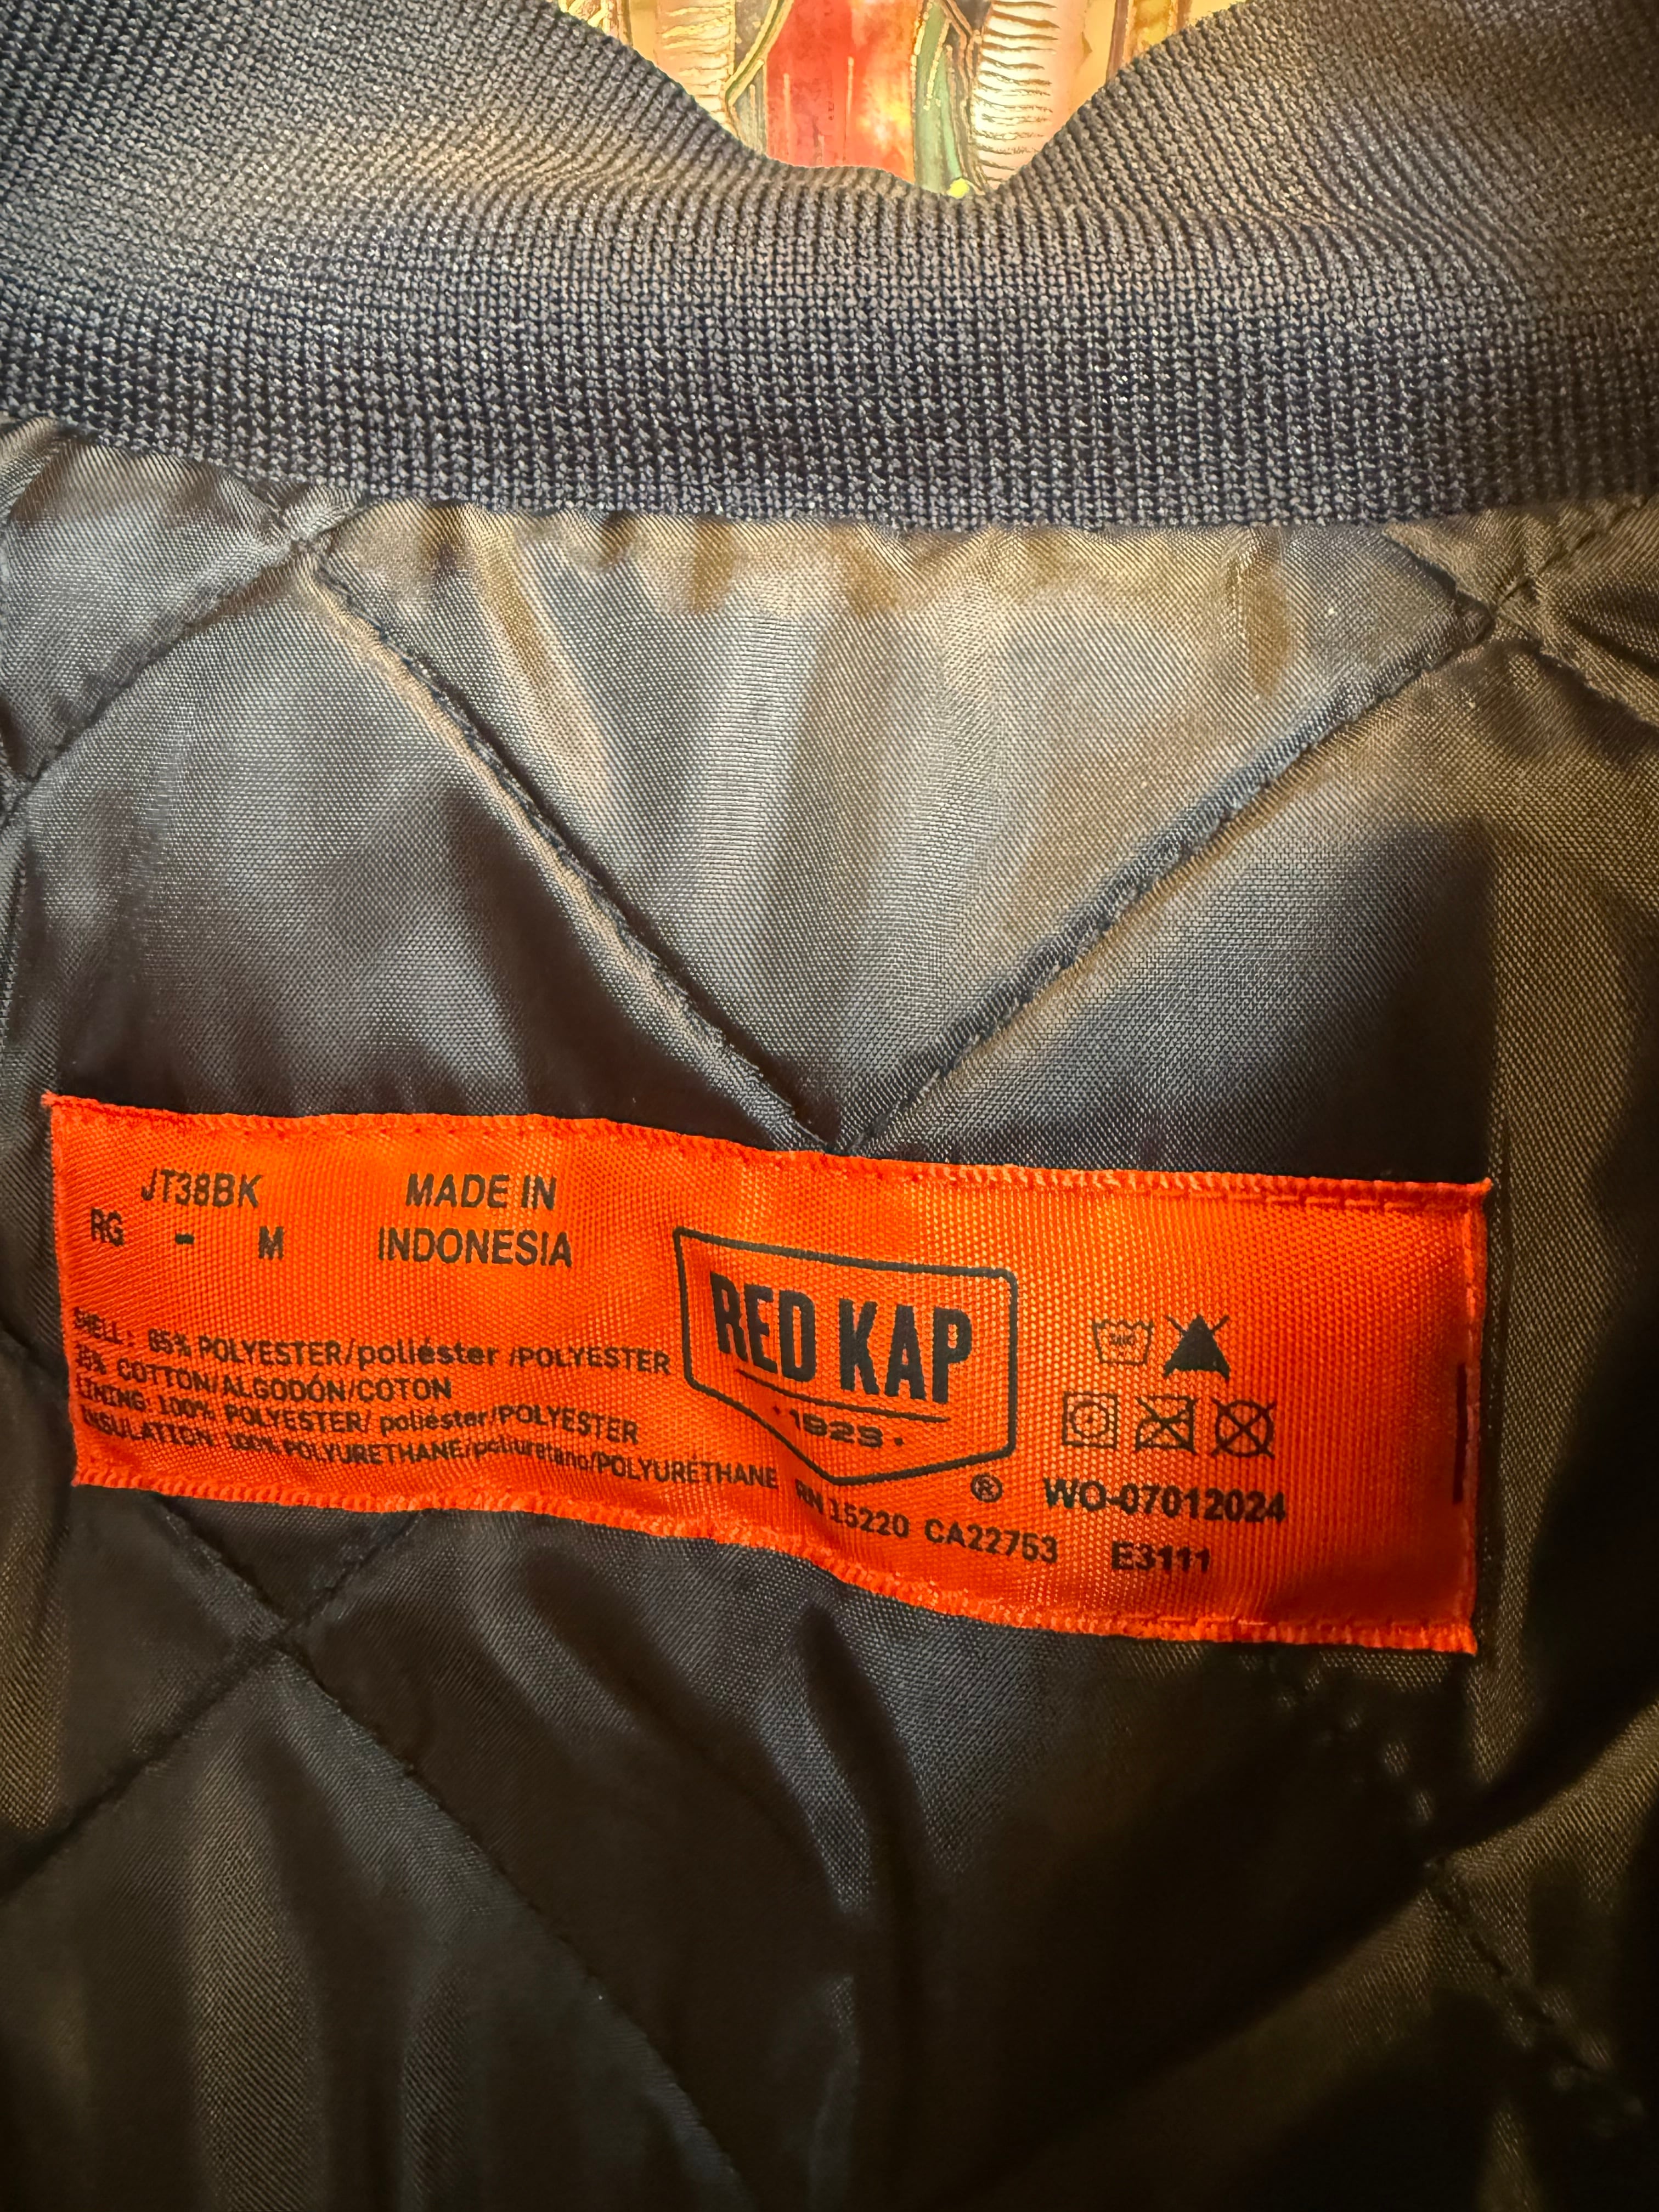 JT38BK
RG - M
MADE IN
INDONESIA
SHELL: 65% POLYESTER/poliéster /POLYESTER
35% COTTON/ALGODÓN/COTON
LINING: 100% POLYESTER/ poliéster/POLYESTER
INSULATION: 100% POLYURETHANE/poliuretano/POLYURÉTHANE
RED KAP
·1923·
®
RN 15220 CA22753
WO-07012024
E3111